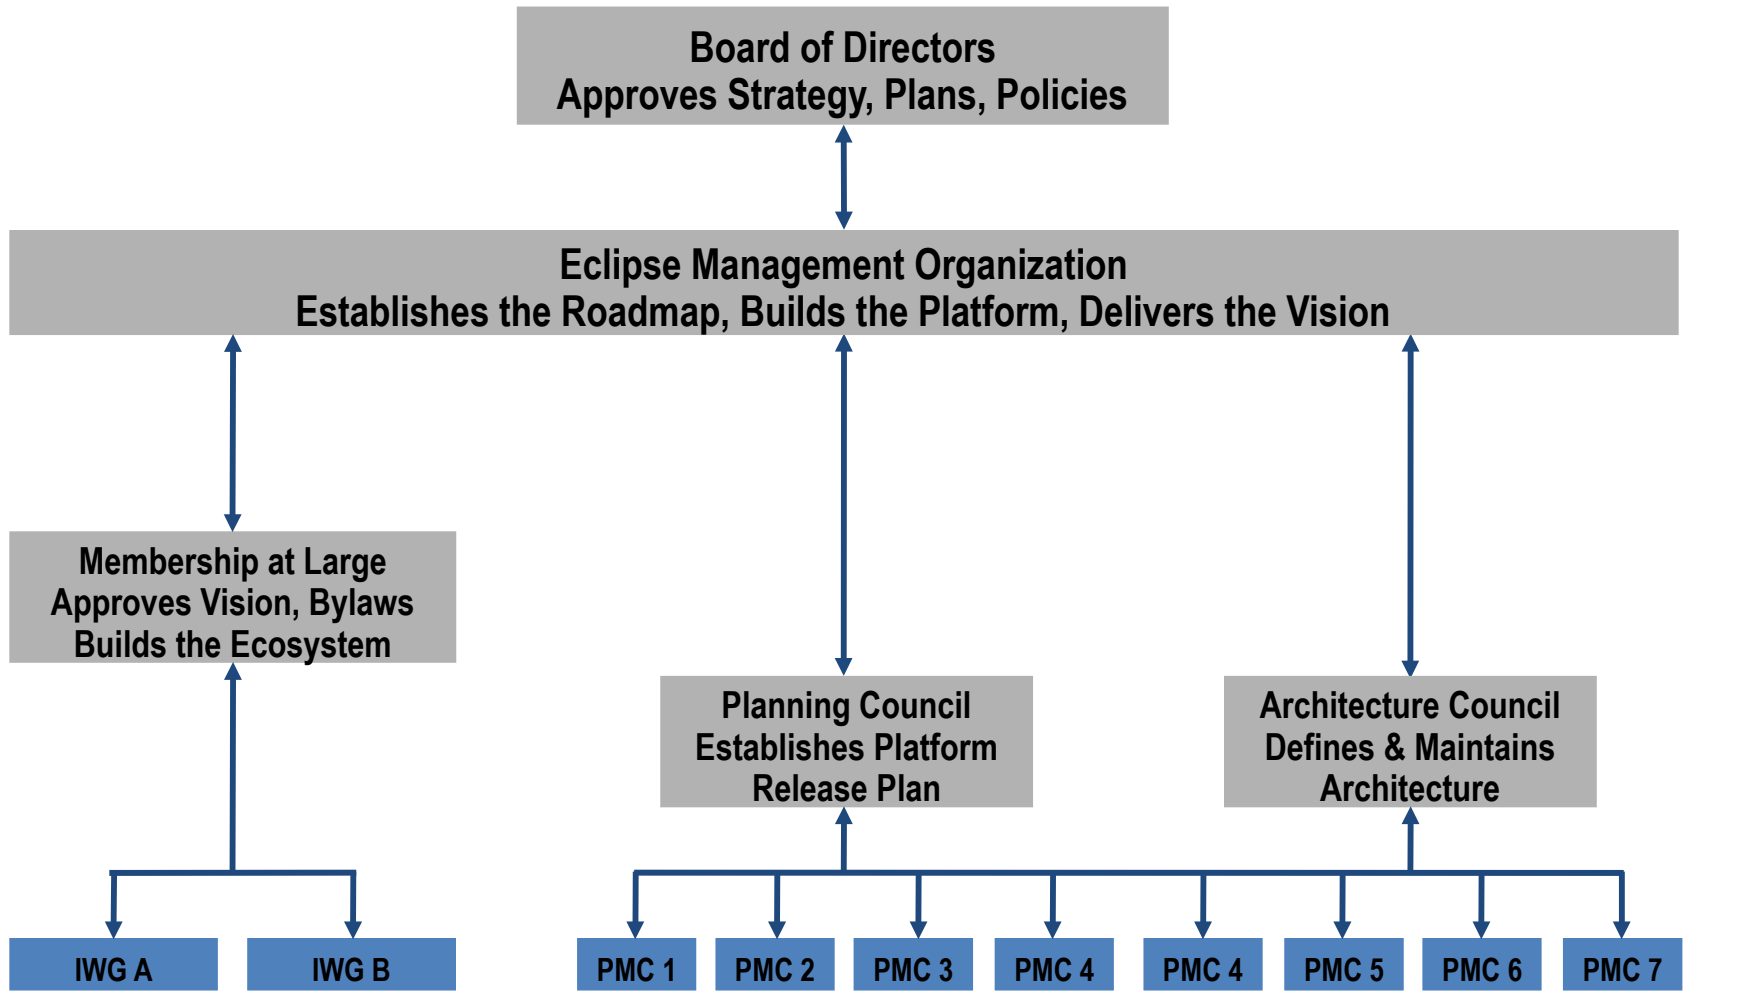 Board of Directors
Approves Strategy, Plans, Policies
Eclipse Management Organization
Establishes the Roadmap, Builds the Platform, Delivers the Vision
Membership at Large
Approves Vision, Bylaws
Builds the Ecosystem
Planning Council
Establishes Platform
Release Plan
Architecture Council
Defines & Maintains
Architecture
IWG A
IWG B
PMC 1
PMC 2
PMC 3
PMC 4
PMC 4
PMC 5
PMC 6
PMC 7